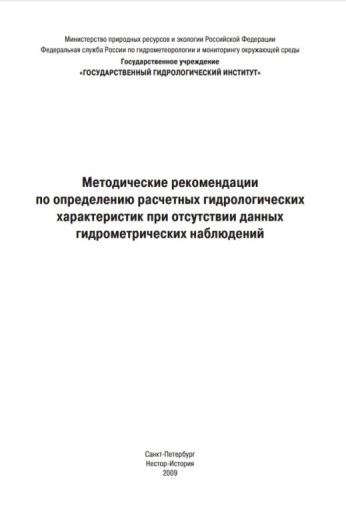 Министерство природных ресурсов и экологии Российской Федерации
Федеральная служба России по гидрометеорологии и мониторингу окружающей среды
Государственное учреждение
«ГОСУДАРСТВЕННЫЙ ГИДРОЛОГИЧЕСКИЙ ИНСТИТУТ»
Методические рекомендации
по определению расчетных гидрологических
характеристик при отсутствии данных
гидрометрических наблюдений
Санкт-Петербург
Нестор-История
2009